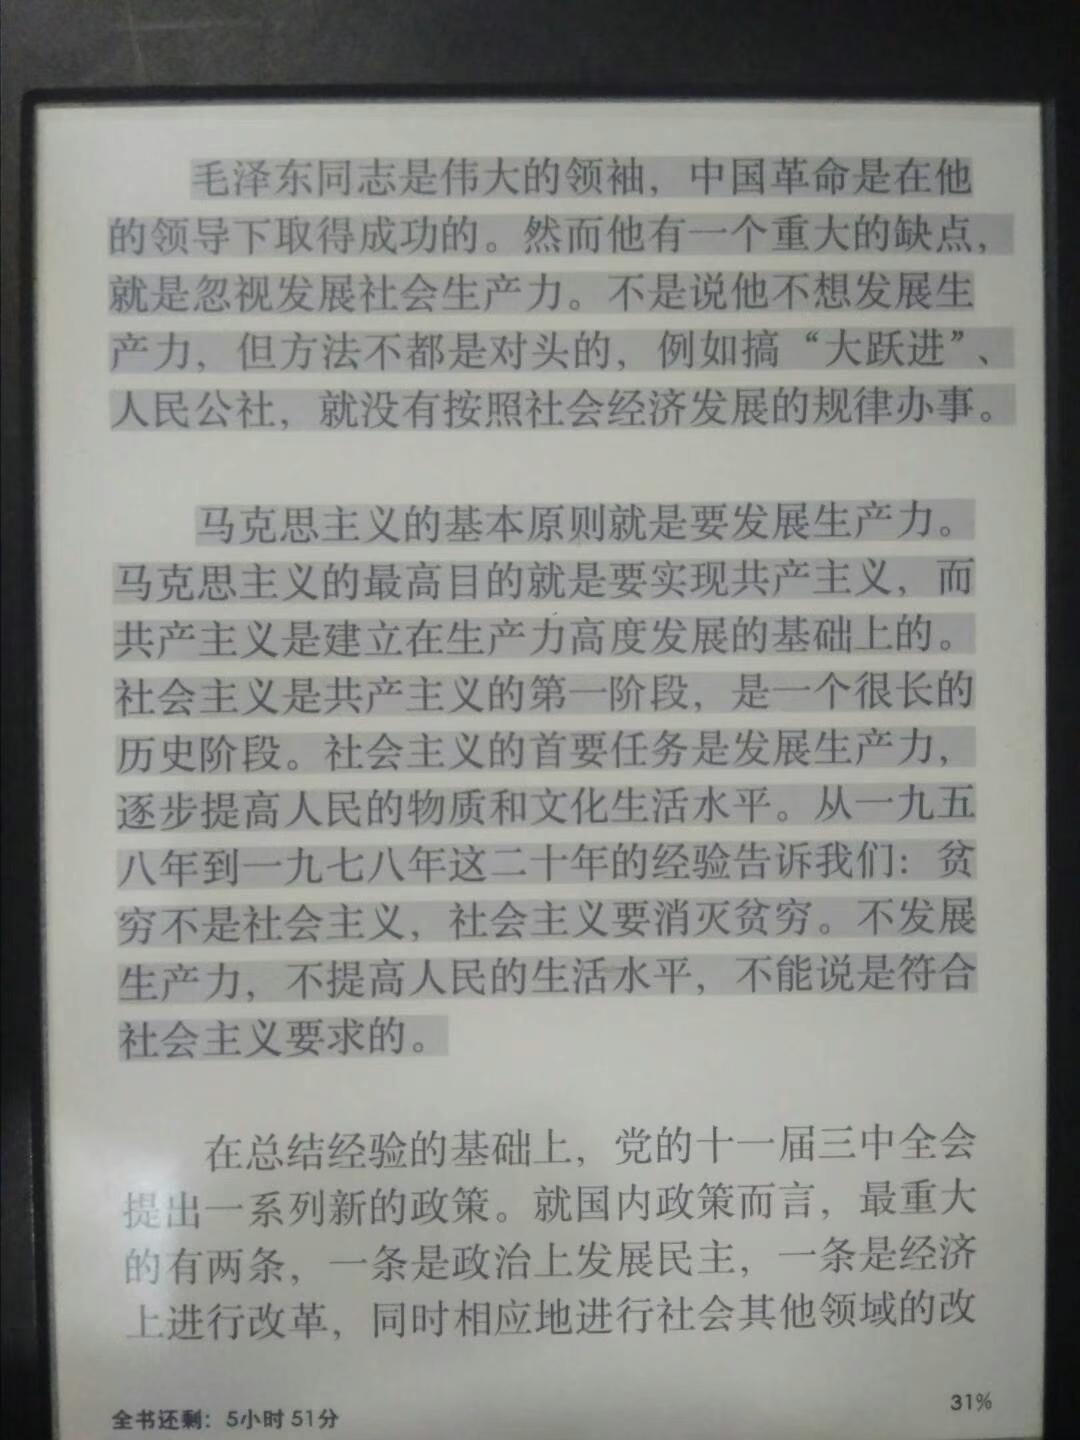 毛泽东同志是伟大的领袖，中国革命是在他
的领导下取得成功的。然而他有一个重大的缺点，
就是忽视发展社会生产力。不是说他不想发展生
产力，但方法不都是对头的，例如搞“大跃进”、
人民公社，就没有按照社会经济发展的规律办事。
马克思主义的基本原则就是要发展生产力。
马克思主义的最高目的就是要实现共产主义，而
共产主义是建立在生产力高度发展的基础上的。
社会主义是共产主义的第一阶段，是一个很长的
历史阶段。社会主义的首要任务是发展生产力，
逐步提高人民的物质和文化生活水平。从一九五
八年到一九七八年这二十年的经验告诉我们：贫
穷不是社会主义，社会主义要消灭贫穷。不发展
生产力，不提高人民的生活水平，不能说是符合
社会主义要求的。
在总结经验的基础上，党的十一届三中全会
提出一系列新的政策。就国内政策而言，最重大
的有两条，一条是政治上发展民主，一条是经济
上进行改革，同时相应地进行社会其他领域的改
全书还剩：5小时 51分
31%